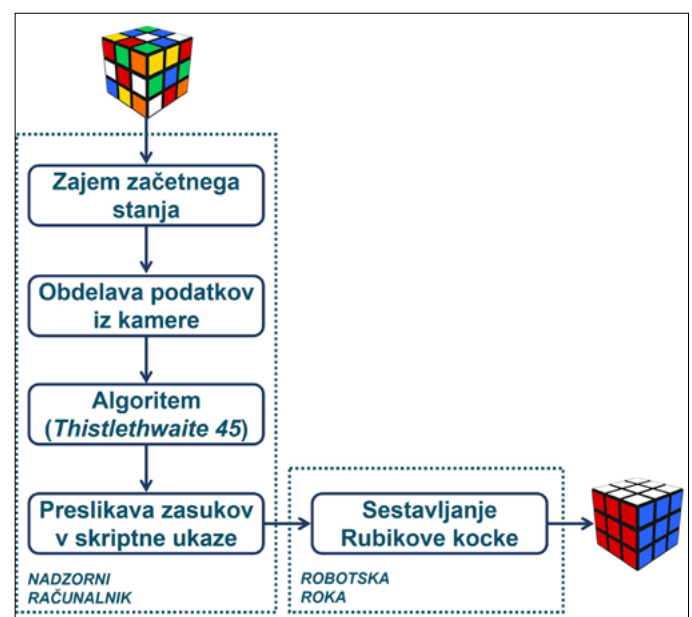 Zajem začetnega
stanja
Obdelava podatkov
iz kamere
Algoritem
(Thistlethwaite 45)
Preslikava zasukov
v skriptne ukaze
Sestavljanje
Rubikove kocke
NADZORNI
RAČUNALNIK
ROBOTSKA
ROKA